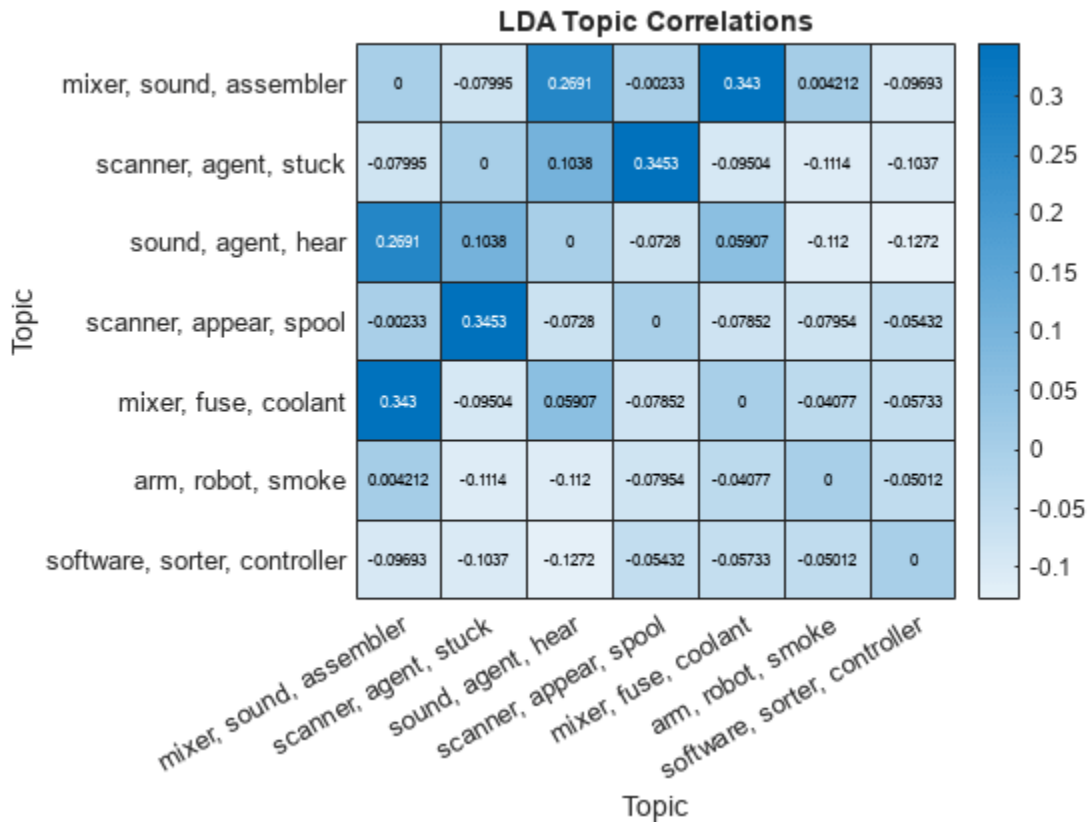 LDA Topic Correlations
mixer, sound, assembler 0 -0.07995 0.2691 -0.00233 0.343 0.004212 -0.09693
scanner, agent, stuck -0.07995 0 0.1038 0.3453 -0.09504 -0.1114 -0.1037
sound, agent, hear 0.2691 0.1038 0 -0.0728 0.05907 -0.112 -0.1272
scanner, appear, spool -0.00233 0.3453 -0.0728 0 -0.07852 -0.07954 -0.05432
mixer, fuse, coolant 0.343 -0.09504 0.05907 -0.07852 0 -0.04077 -0.05733
arm, robot, smoke 0.004212 -0.1114 -0.112 -0.07954 -0.04077 0 -0.05012
software, sorter, controller -0.09693 -0.1037 -0.1272 -0.05432 -0.05733 -0.05012 0
Topic
mixer, sound, assembler
scanner, agent, stuck
sound, agent, hear
scanner, appear, spool
mixer, fuse, coolant
arm, robot, smoke
software, sorter, controller
Topic
0.3
0.25
0.2
0.15
0.1
0.05
0
-0.05
-0.1